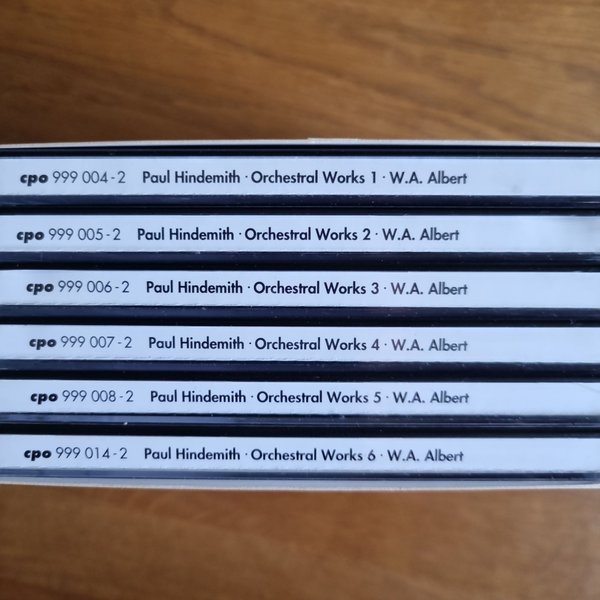 cpo 999 004-2 Paul Hindemith · Orchestral Works 1 · W.A. Albert
cpo 999 005-2 Paul Hindemith · Orchestral Works 2 · W.A. Albert
cpo 999 006-2 Paul Hindemith · Orchestral Works 3 · W.A. Albert
cpo 999 007-2 Paul Hindemith · Orchestral Works 4 · W.A. Albert
cpo 999 008-2 Paul Hindemith · Orchestral Works 5 · W.A. Albert
cpo 999 014-2 Paul Hindemith · Orchestral Works 6 · W.A. Albert